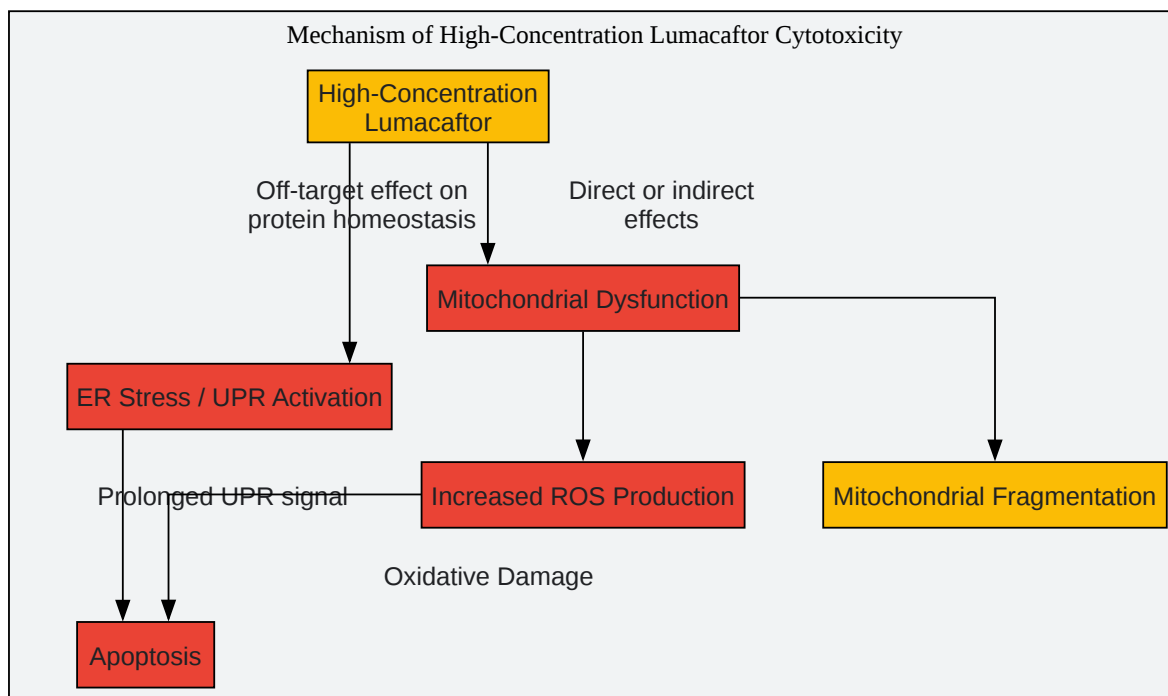 Mechanism of High-Concentration Lumacaftor Cytotoxicity
High-Concentration
Lumacaftor
Off-target effect on
protein homeostasis
Direct or indirect
effects
Mitochondrial Dysfunction
ER Stress / UPR Activation
Prolonged UPR signal
Increased ROS Production
Mitochondrial Fragmentation
Oxidative Damage
Apoptosis